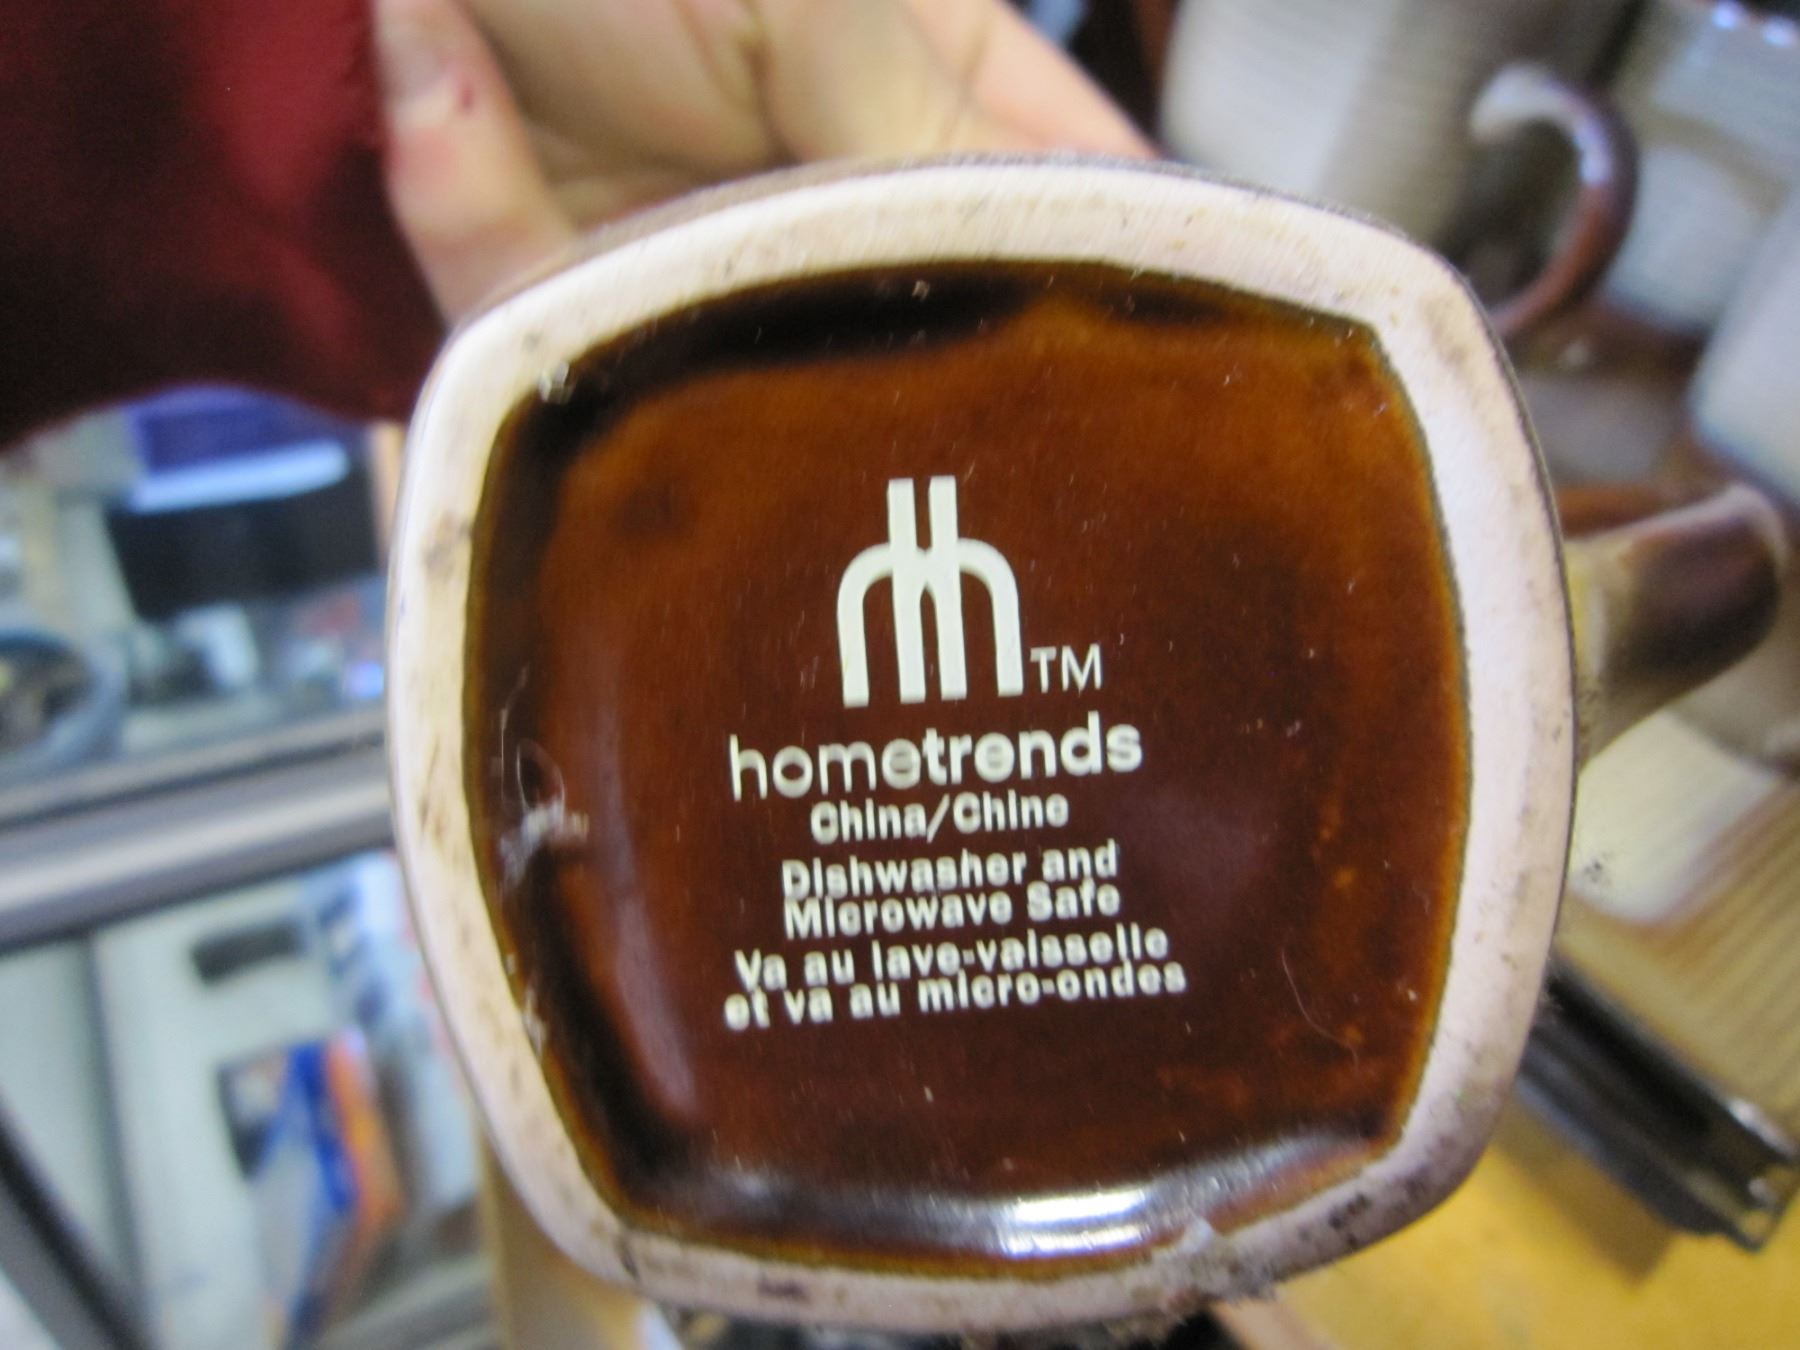 TM
hometrends
China/Chine
Dishwasher and
Microwave Safe
Va au lave-vaisselle
et va au micro-ondes